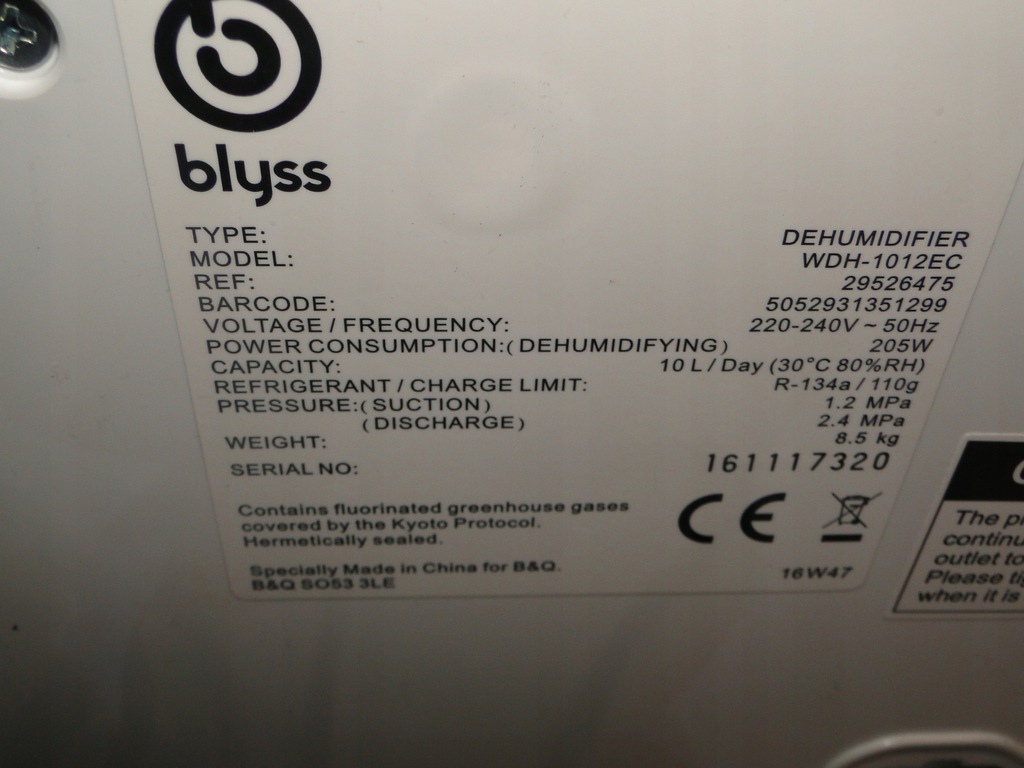 blyss
TYPE: DEHUMIDIFIER
MODEL: WDH-1012EC
REF: 29526475
BARCODE: 5052931351299
VOLTAGE / FREQUENCY: 220-240V ~ 50Hz
POWER CONSUMPTION:( DEHUMIDIFYING ) 205W
CAPACITY: 10 L / Day (30°C 80%RH)
REFRIGERANT / CHARGE LIMIT: R-134a / 110g
PRESSURE:( SUCTION ) 1.2 MPa
( DISCHARGE ) 2.4 MPa
WEIGHT: 8.5 kg
SERIAL NO: 161117320
Contains fluorinated greenhouse gases
covered by the Kyoto Protocol.
Hermetically sealed.
CE
Specially Made in China for B&Q.
B&Q SO53 3LE
16W47
The
outlet to
Please
when it is